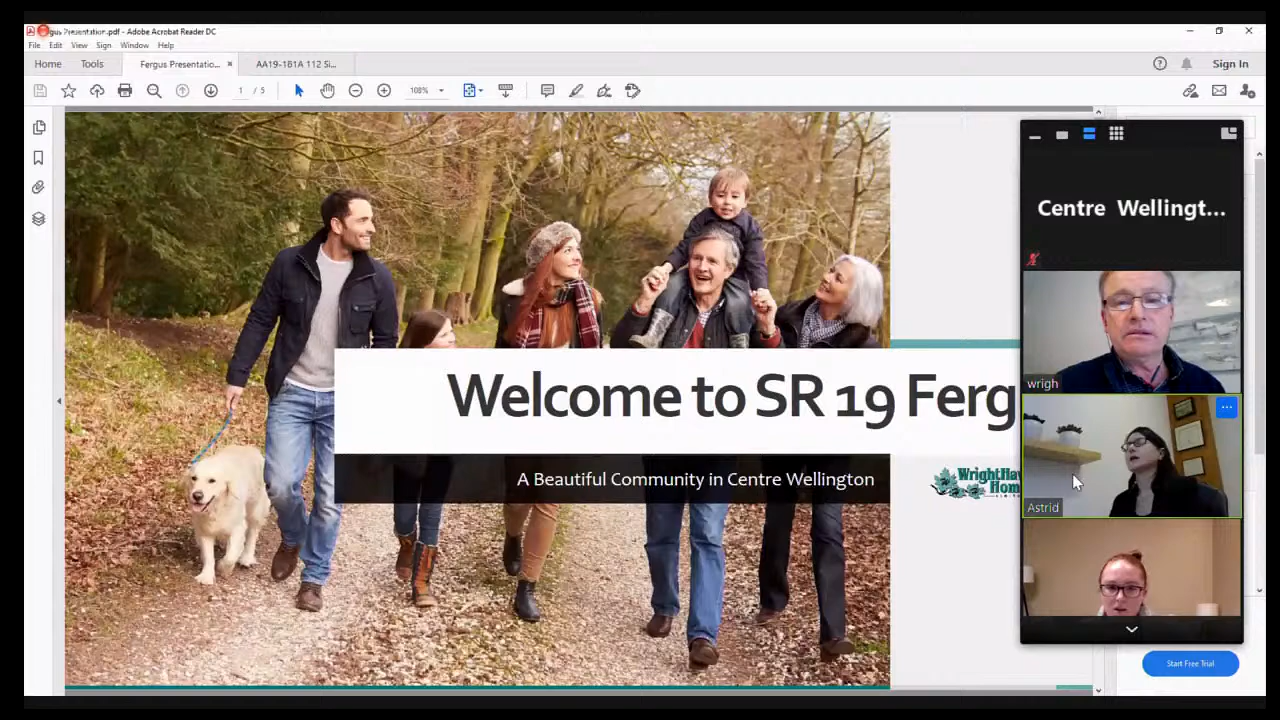 Fergus Presentation.pdf - Adobe Acrobat Reader DC
File Edit View Sign Window Help
Home Tools Fergus Presentatio... × AA19-181A 112 Si... Sign In
1 / 5 108%
Centre Wellingt...
wrigh
Welcome to SR 19 Ferg
A Beautiful Community in Centre Wellington
WrightHav
Hom
Astrid
Start Free Trial